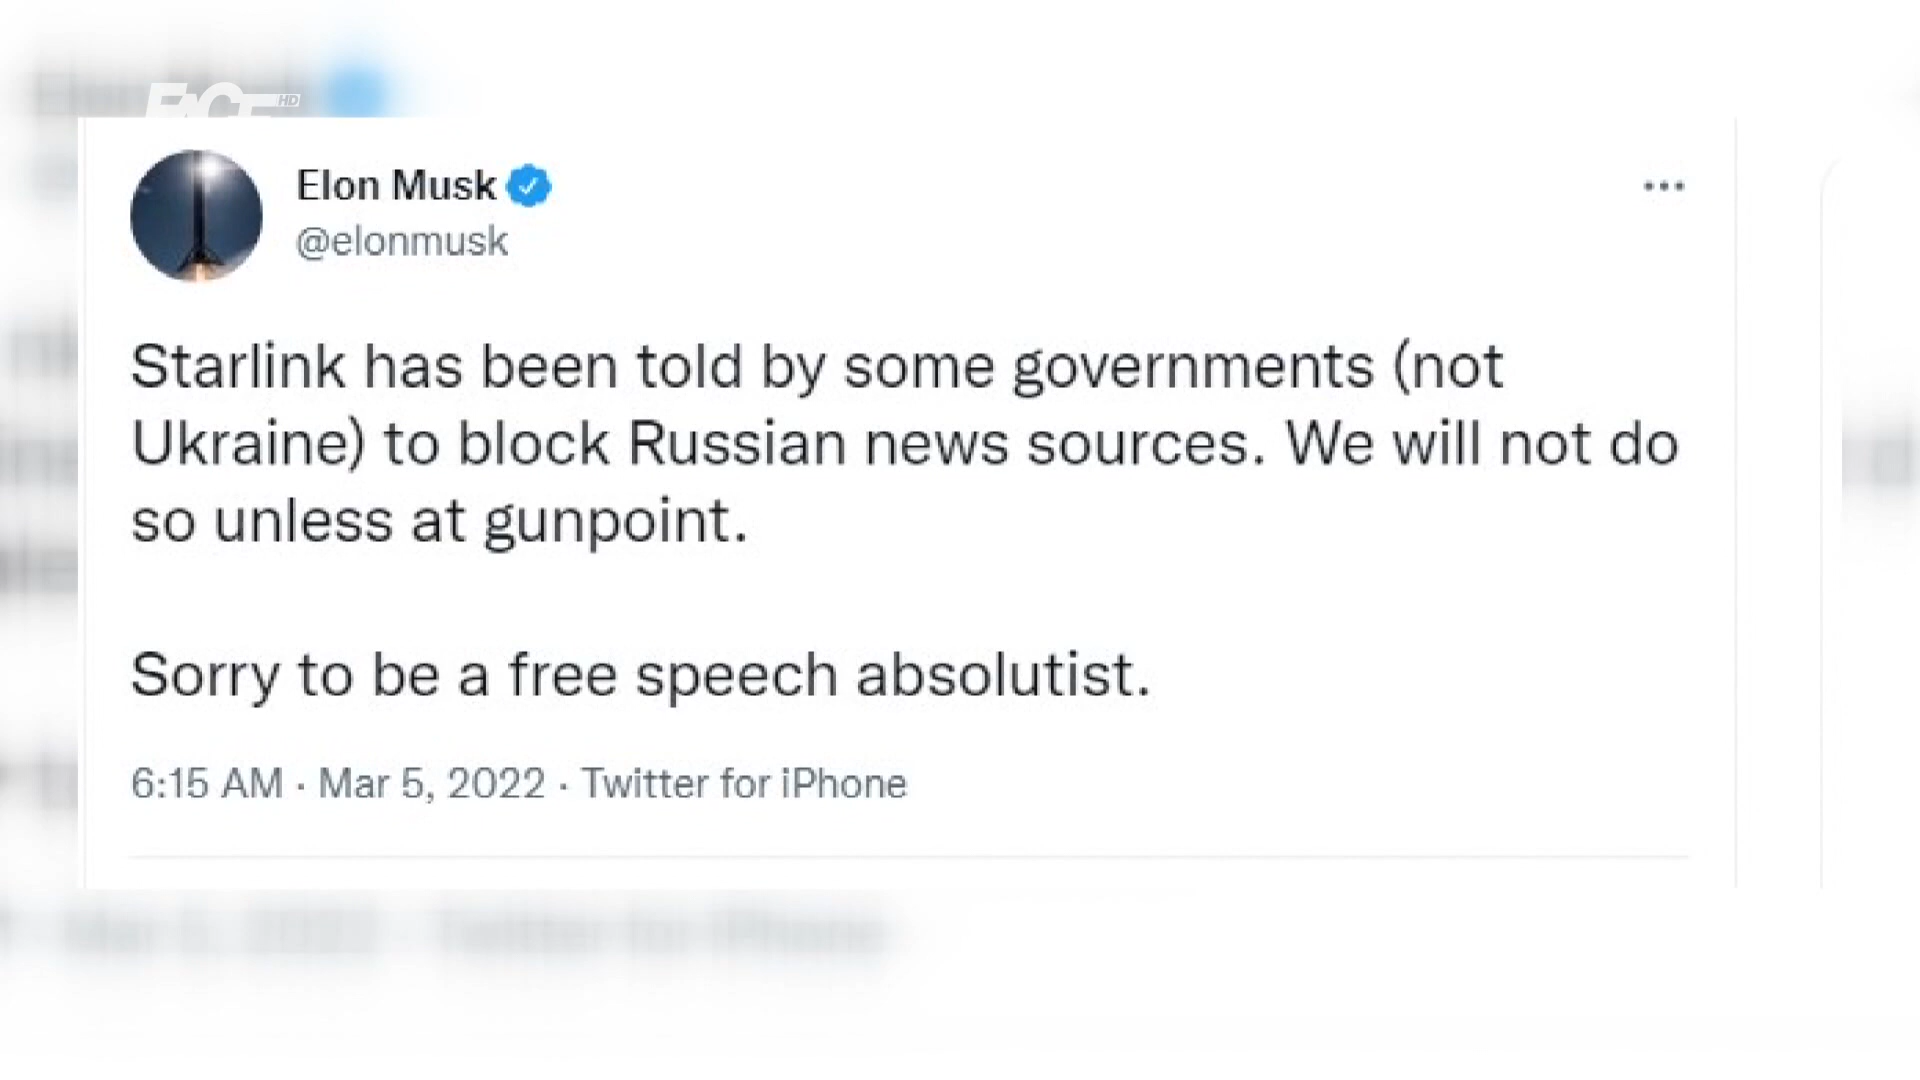 FACE HD
Elon Musk
@elonmusk
Starlink has been told by some governments (not
Ukraine) to block Russian news sources. We will not do
so unless at gunpoint.
Sorry to be a free speech absolutist.
6:15 AM · Mar 5, 2022 · Twitter for iPhone